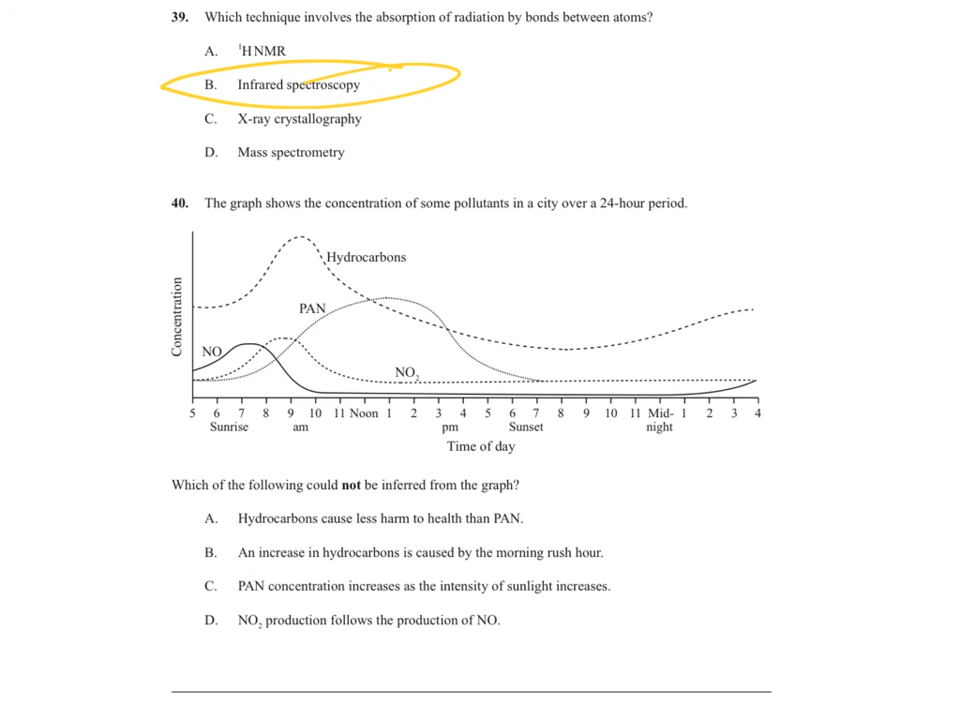 39. Which technique involves the absorption of radiation by bonds between atoms?
A. ¹H NMR
B. Infrared spectroscopy
C. X-ray crystallography
D. Mass spectrometry
40. The graph shows the concentration of some pollutants in a city over a 24-hour period.
Hydrocarbons
PAN
NO
NO₂
Concentration
5 6 7 8 9 10 11 Noon 1 2 3 4 5 6 7 8 9 10 11 Mid- 1 2 3 4
Sunrise am pm Sunset night
Time of day
Which of the following could not be inferred from the graph?
A. Hydrocarbons cause less harm to health than PAN.
B. An increase in hydrocarbons is caused by the morning rush hour.
C. PAN concentration increases as the intensity of sunlight increases.
D. NO₂ production follows the production of NO.